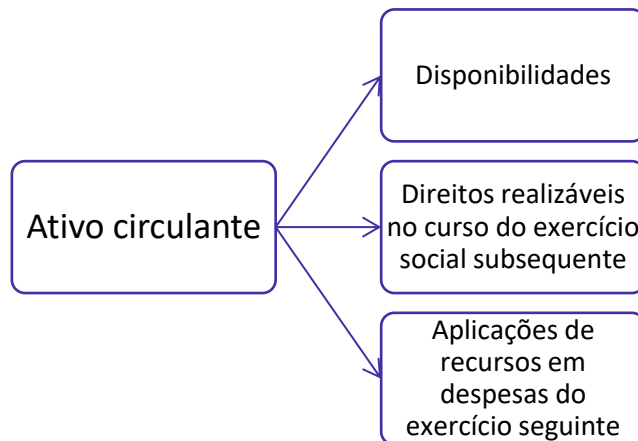 Ativo circulante
Disponibilidades
Direitos realizáveis
no curso do exercício
social subsequente
Aplicações de
recursos em
despesas do
exercício seguinte